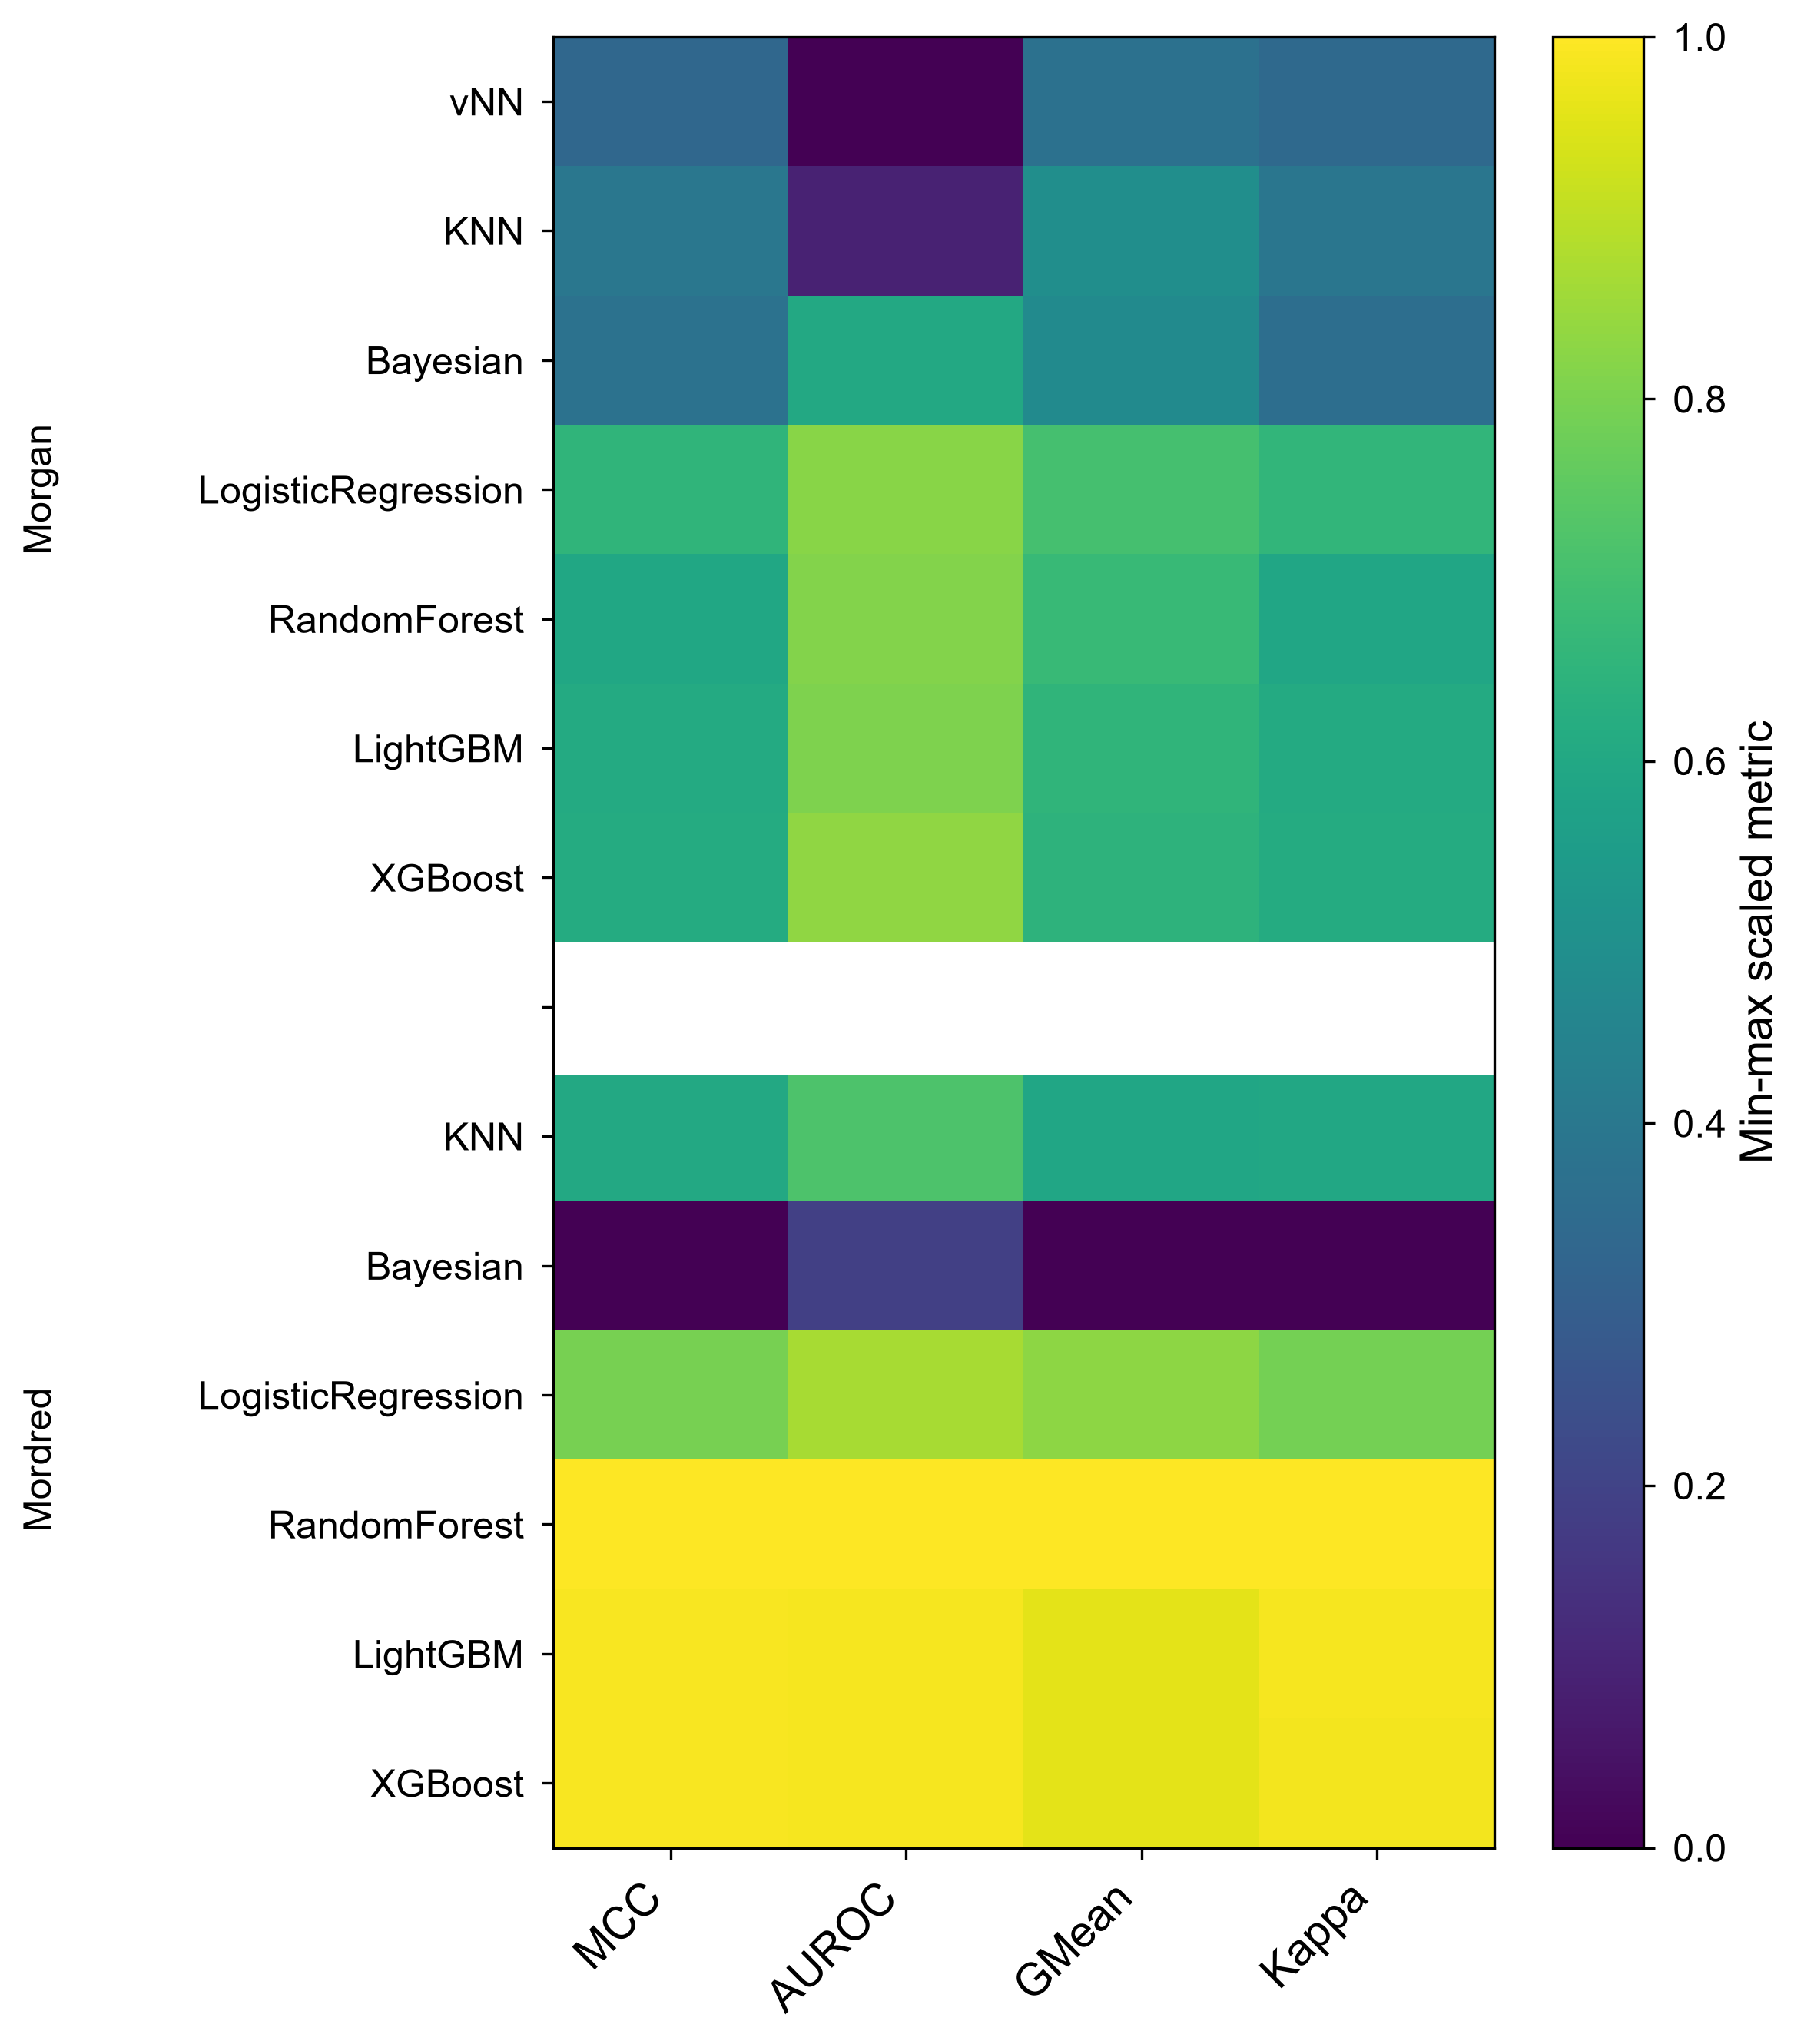 Morgan
vNN
KNN
Bayesian
LogisticRegression
RandomForest
LightGBM
XGBoost
Mordred
KNN
Bayesian
LogisticRegression
RandomForest
LightGBM
XGBoost
MCC
AUROC
GMean
Kappa
1.0
0.8
0.6
0.4
0.2
0.0
Min-max scaled metric